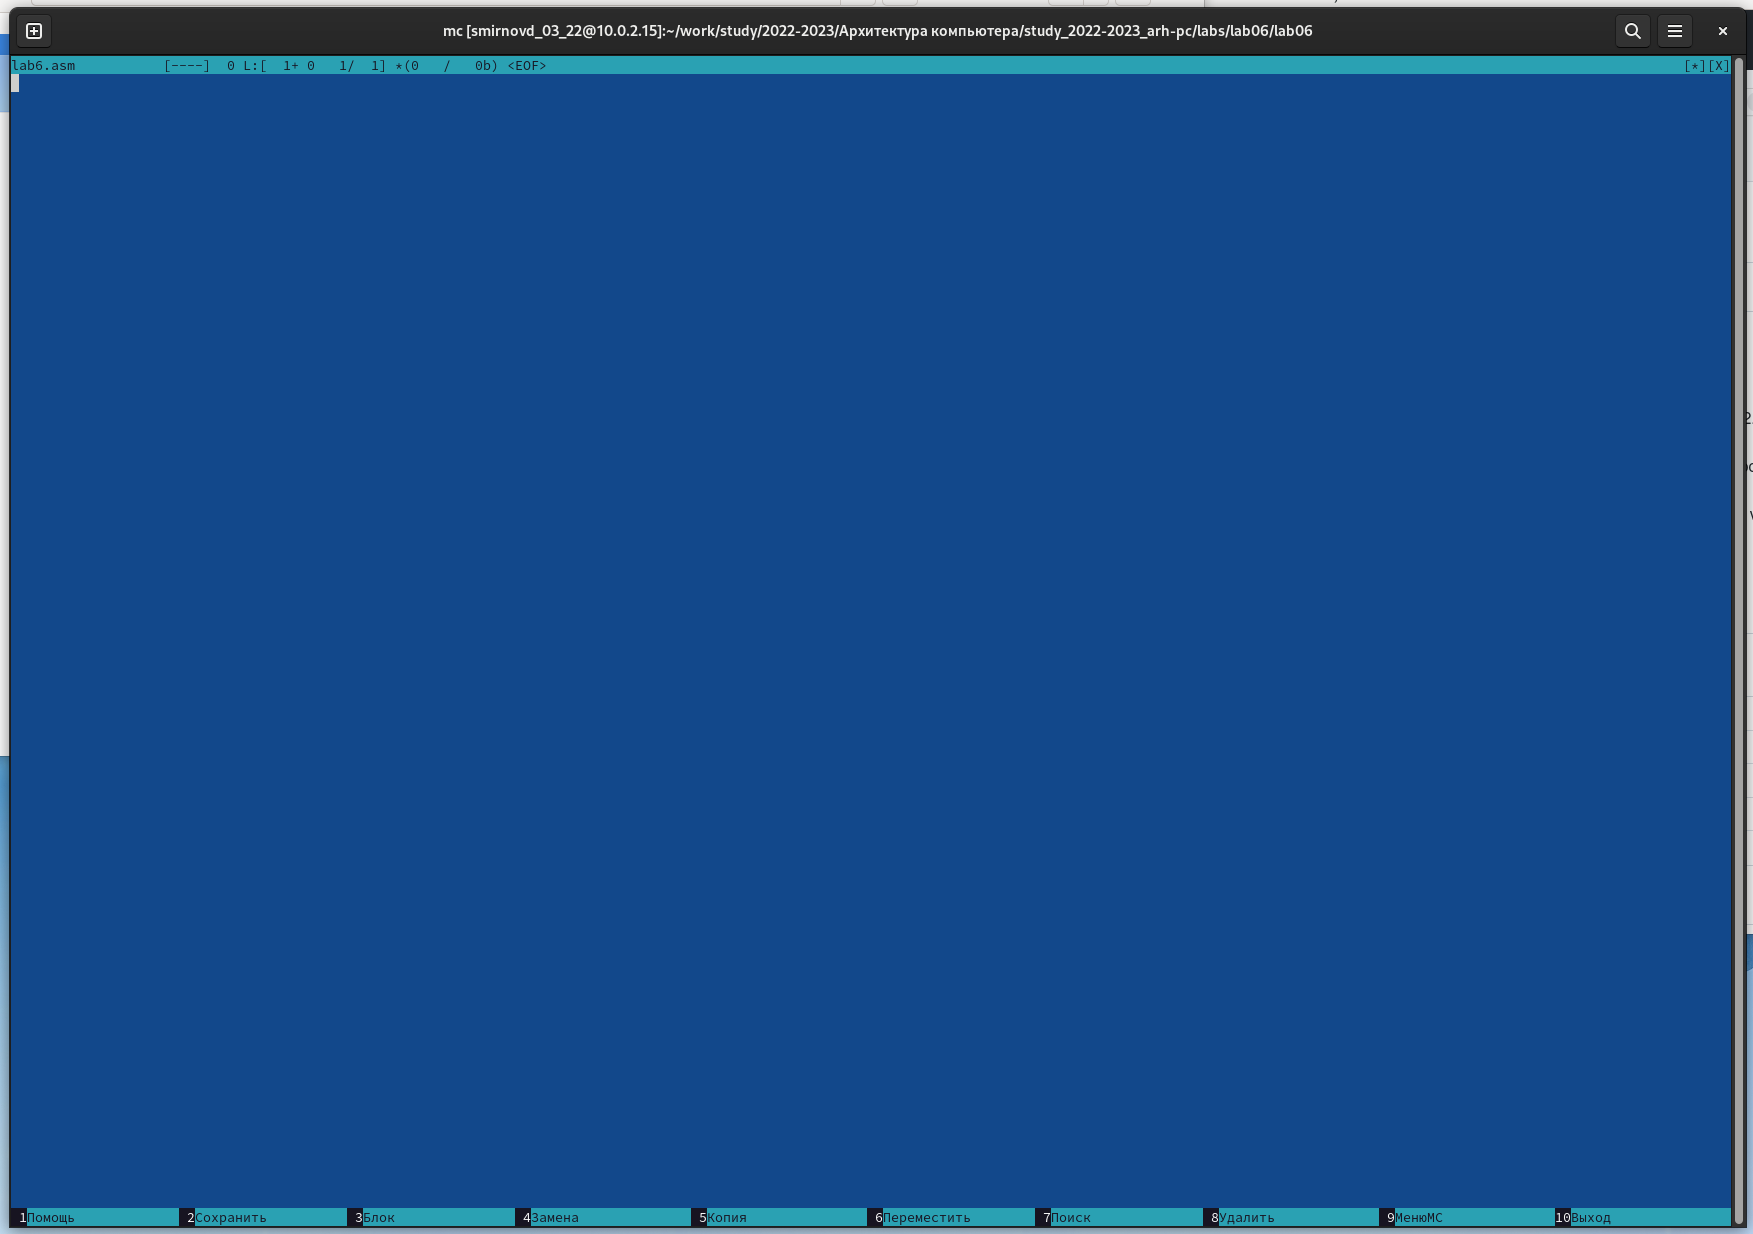 mc [smirnovd_03_22@10.0.2.15]:~/work/study/2022-2023/Архитектура компьютера/study_2022-2023_arh-pc/labs/lab06/lab06
lab6.asm [----] 0 L:[ 1+ 0 1/ 1] *(0 / 0b) <EOF> [*][X]
1Помощь 2Сохранить 3Блок 4Замена 5Копия 6Переместить 7Поиск 8Удалить 9МенюMC 10Выход